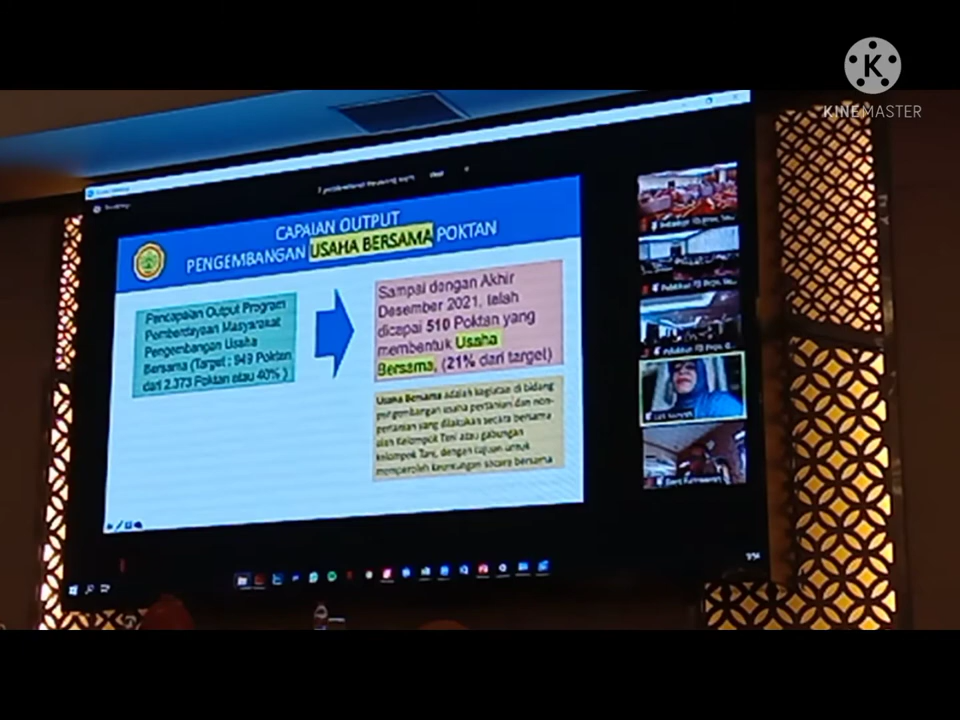 KINEMASTER
CAPAIAN OUTPUT
PENGEMBANGAN USAHA BERSAMA POKTAN
Pencapaian Output Program
Pemberdayaan Masyarakat
Pengembangan Usaha
Bersama (Target : 949 Poktan
dari 2.373 Poktan atau 40% )
Sampai dengan Akhir
Desember 2021, telah
dicapai 510 Poktan yang
membentuk Usaha
Bersama, (21% dari target)
Usaha Bersama adalah kegiatan di bidang
pengembangan usaha pertanian dan non-
pertanian yang dilakukan secara bersama
oleh Kelompok Tani atau gabungan
kelompok Tani, dengan tujuan untuk
memperoleh keuntungan secara bersama